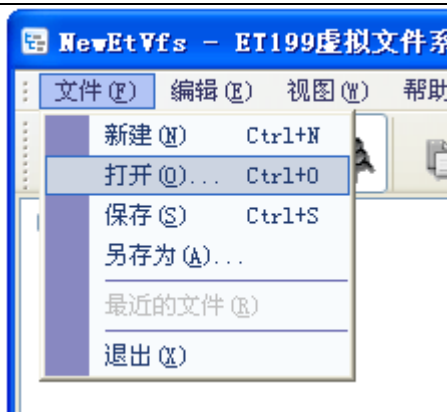 NewEtVfs - ET199虚拟文件系
文件(F) 编辑(E) 视图(W) 帮助
新建(N) Ctrl+N
打开(O)... Ctrl+O
保存(S) Ctrl+S
另存为(A)...
最近的文件(R)
退出(X)